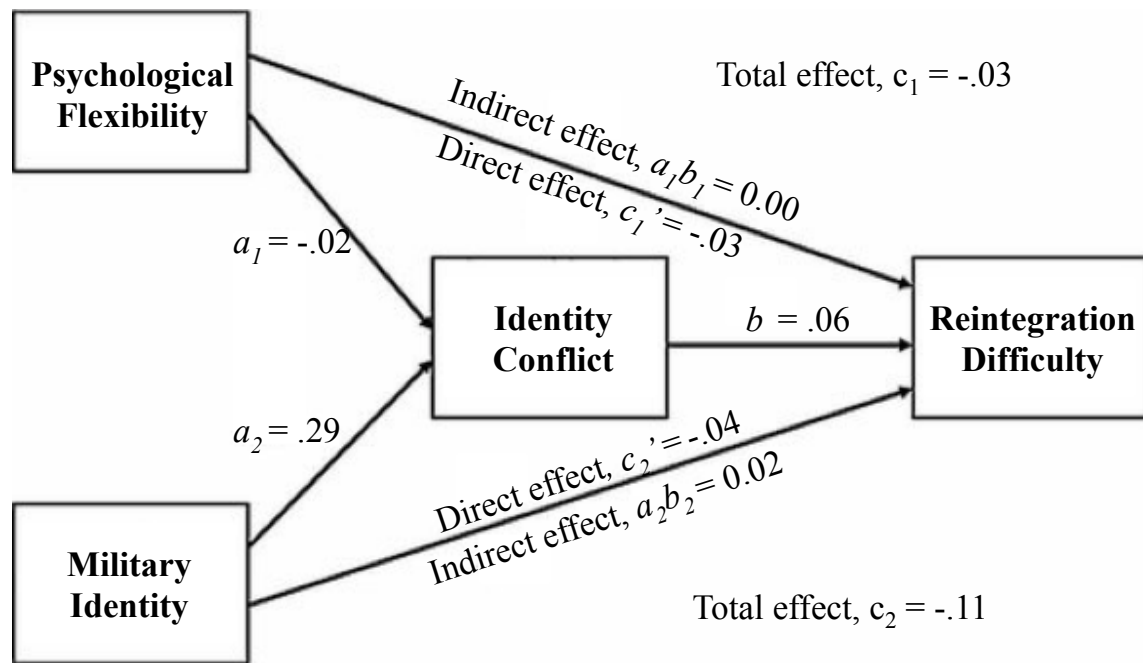 Psychological
Flexibility
Total effect, c₁ = -.03
Indirect effect, a₁b₁ = 0.00
Direct effect, c₁’ = -.03
a₁ = -.02
Identity
Conflict
b = .06
Reintegration
Difficulty
a₂ = .29
Direct effect, c₂’ = -.04
Indirect effect, a₂b₂ = 0.02
Military
Identity
Total effect, c₂ = -.11